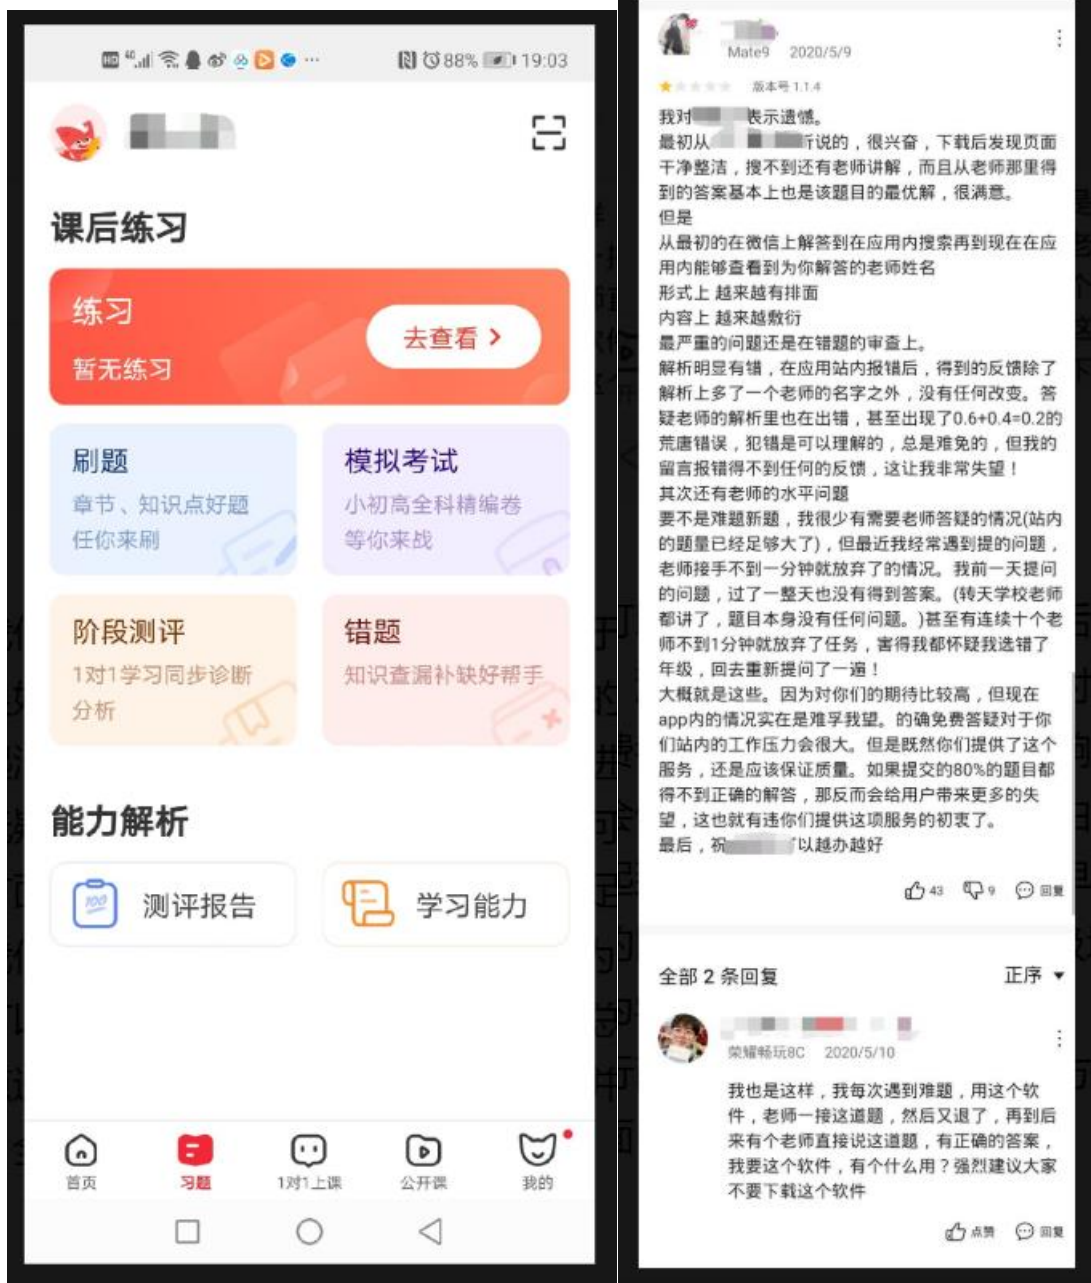 HD 4G 88% 19:03
课后练习
练习
暂无练习
去查看 >
刷题
章节、知识点好题
任你来刷
模拟考试
小初高全科精编卷
等你来战
阶段测评
1对1学习同步诊断
分析
错题
知识查漏补缺好帮手
能力解析
100
测评报告
学习能力
首页
习题
1对1上课
公开课
我的
Mate9 2020/5/9
版本号 1.1.4
我对 表示遗憾。
最初从 听说的，很兴奋，下载后发现页面
干净整洁，搜不到还有老师讲解，而且从老师那里得
到的答案基本上也是该题目的最优解，很满意。
但是
从最初的在微信上解答到在应用内搜索再到现在在应
用内能够查看到为你解答的老师姓名
形式上 越来越有排面
内容上 越来越敷衍
最严重的问题还是在错题的审查上。
解析明显有错，在应用站内报错后，得到的反馈除了
解析上多了一个老师的名字之外，没有任何改变。答
疑老师的解析里也在出错，甚至出现了0.6+0.4=0.2的
荒唐错误，犯错是可以理解的，总是难免的，但我的
留言报错得不到任何的反馈，这让我非常失望！
其次还有老师的水平问题
要不是难题新题，我很少有需要老师答疑的情况(站内
的题量已经足够大了)，但最近我经常遇到提的问题，
老师接手不到一分钟就放弃了的情况。我前一天提问
的问题，过了一整天也没有得到答案。(转天学校老师
都讲了，题目本身没有任何问题。)甚至有连续十个老
师不到1分钟就放弃了任务，害得我都怀疑我选错了
年级，回去重新提问了一遍！
大概就是这些。因为对你们的期待比较高，但现在
app内的情况实在是难孚我望。的确免费答疑对于你
们站内的工作压力会很大。但是既然你们提供了这个
服务，还是应该保证质量。如果提交的80%的题目都
得不到正确的解答，那反而会给用户带来更多的失
望，这也就有违你们提供这项服务的初衷了。
最后，祝 可以越办越好
43 9 回复
全部 2 条回复 正序
荣耀畅玩8C 2020/5/10
我也是这样，我每次遇到难题，用这个软
件，老师一接这道题，然后又退了，再到后
来有个老师直接说这道题，有正确的答案，
我要这个软件，有个什么用？强烈建议大家
不要下载这个软件
点赞 回复